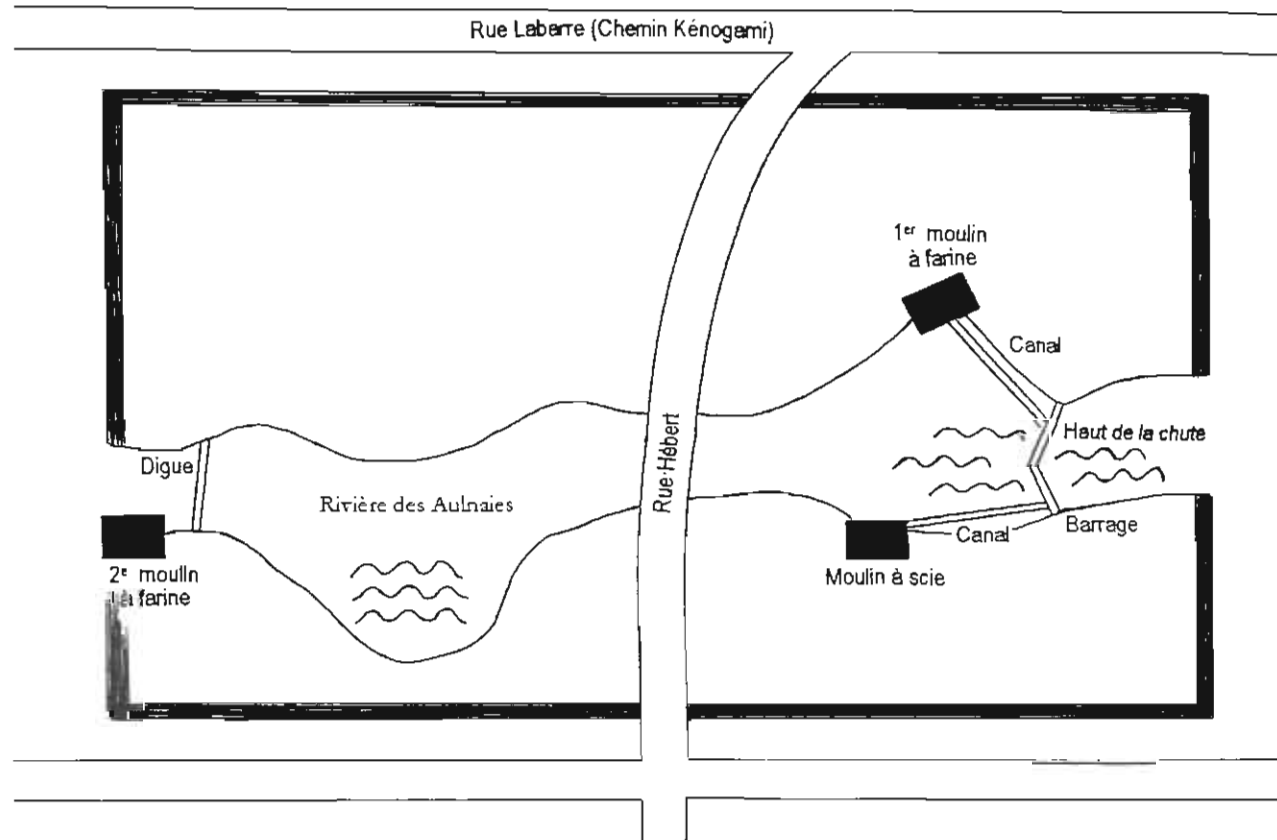 Rue Labarre (Chemin Kénogami)
1er moulin
à farine
Canal
Haut de la chute
Rue Hébert
Digue
Rivière des Aulnaies
Canal
Barrage
Moulin à scie
2e moulin
à farine